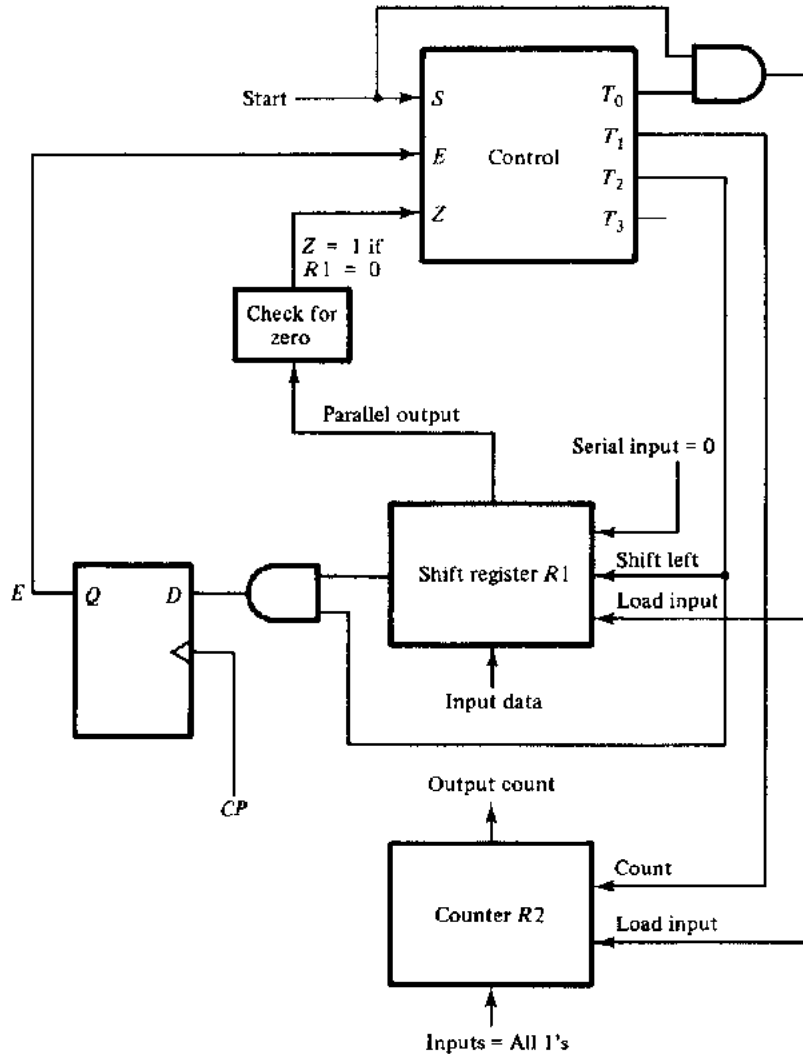 Start
S
T0
T1
E
Control
T2
Z
T3
Z = 1 if
R1 = 0
Check for
zero
Parallel output
Serial input = 0
Shift register R1
Shift left
Load input
E
Q
D
Input data
CP
Output count
Count
Counter R2
Load input
Inputs = All 1's